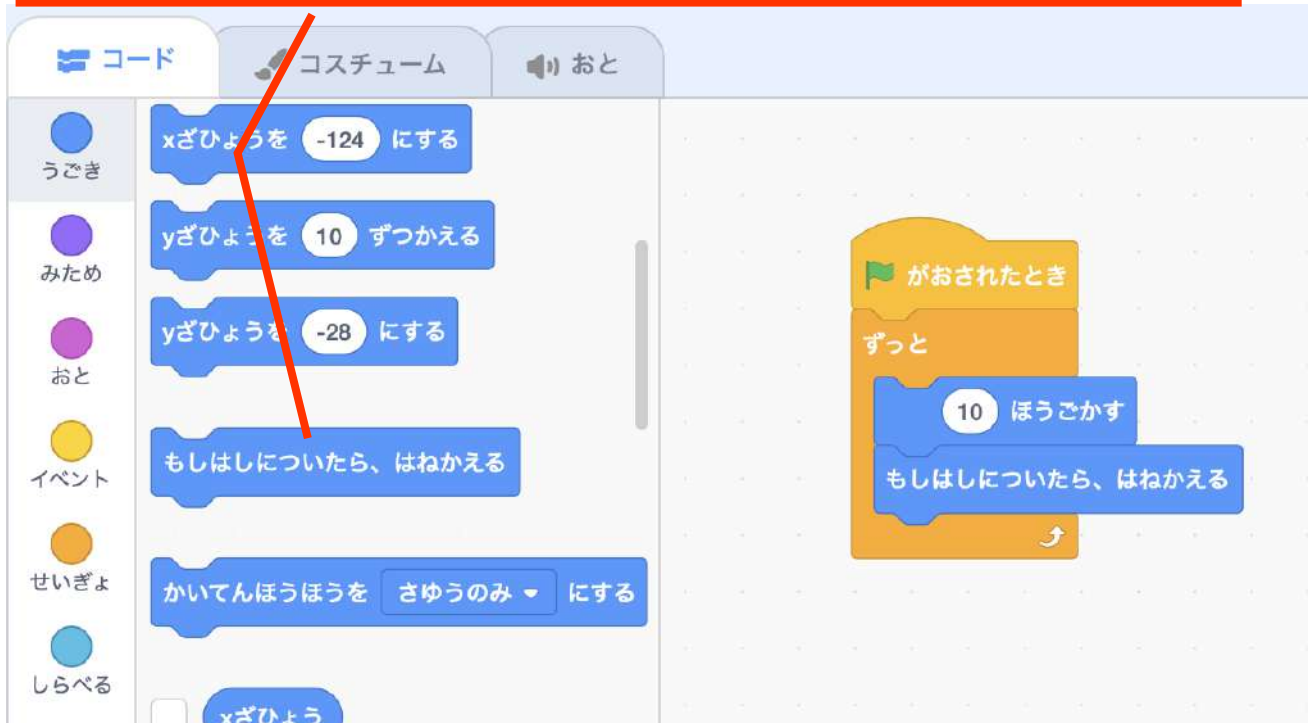 コード
コスチューム
おと
うごき
みため
おと
イベント
せいぎょ
しらべる
xざひょうを -124 にする
yざひょうを 10 ずつかえる
yざひょうを -28 にする
もしはしについたら、はねかえる
かいてんほうほうを さゆうのみ にする
xざひょう
がおされたとき
ずっと
10 ほうごかす
もしはしについたら、はねかえる